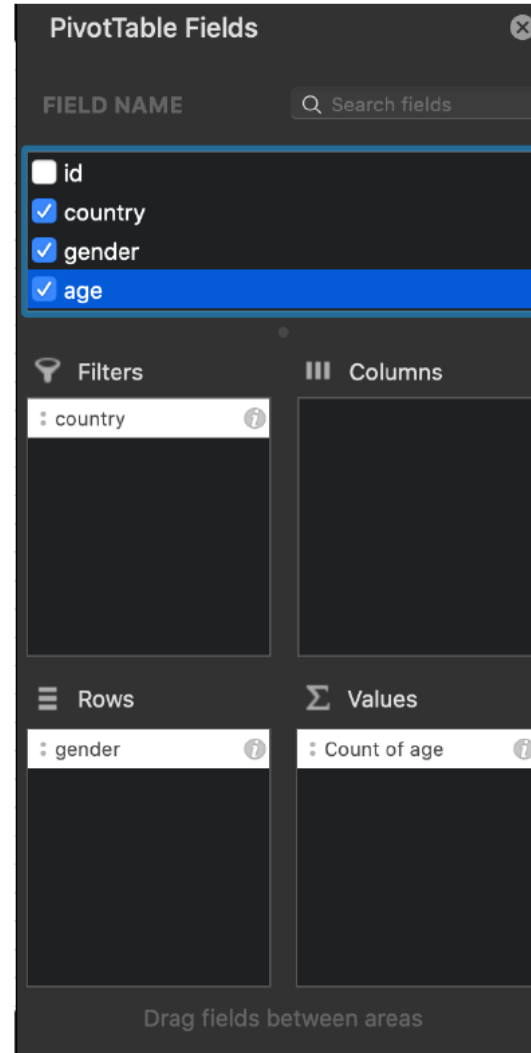 PivotTable Fields
FIELD NAME
Search fields
id
country
gender
age
Filters
Columns
country
Rows
Values
gender
Count of age
Drag fields between areas